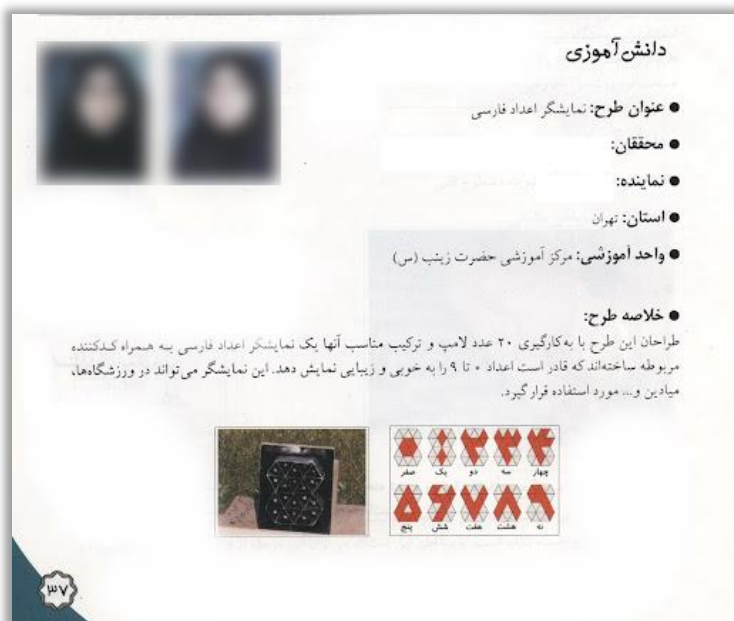 دانش‌آموزی
● عنوان طرح: نمایشگر اعداد فارسی
● محققان:
● نماینده:
● استان: تهران
● واحد آموزشی: مرکز آموزشی حضرت زینب (س)
● خلاصه طرح:
طراحان این طرح با به‌کارگیری ۲۰ عدد لامپ و ترکیب مناسب آنها یک نمایشگر اعداد فارسی به همراه کدکننده
مربوطه ساخته‌اند که قادر است اعداد ۰ تا ۹ را به خوبی و زیبایی نمایش دهد. این نمایشگر می‌تواند در ورزشگاه‌ها،
میادین و... مورد استفاده قرار گیرد.
چهار سه دو یک صفر
نه هشت هفت شش پنج
۳۷